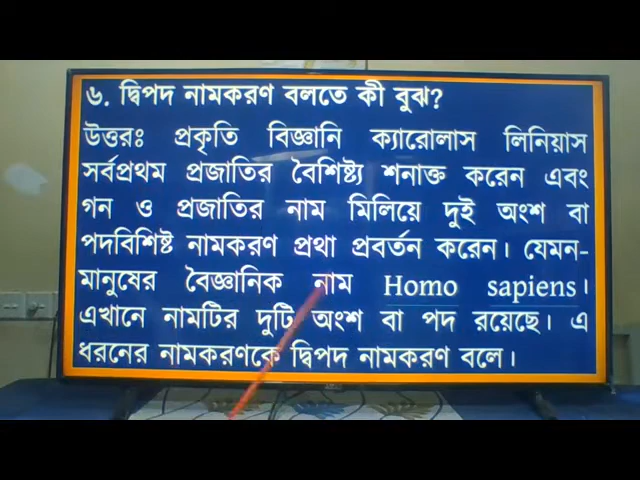 ৬. দ্বিপদ নামকরণ বলতে কী বুঝ?
উত্তরঃ প্রকৃতি বিজ্ঞানি ক্যারোলাস লিনিয়াস
সর্বপ্রথম প্রজাতির বৈশিষ্ট্য শনাক্ত করেন এবং
গন ও প্রজাতির নাম মিলিয়ে দুই অংশ বা
পদবিশিষ্ট নামকরণ প্রথা প্রবর্তন করেন। যেমন-
মানুষের বৈজ্ঞানিক নাম Homo sapiens।
এখানে নামটির দুটি অংশ বা পদ রয়েছে। এ
ধরনের নামকরণকে দ্বিপদ নামকরণ বলে।